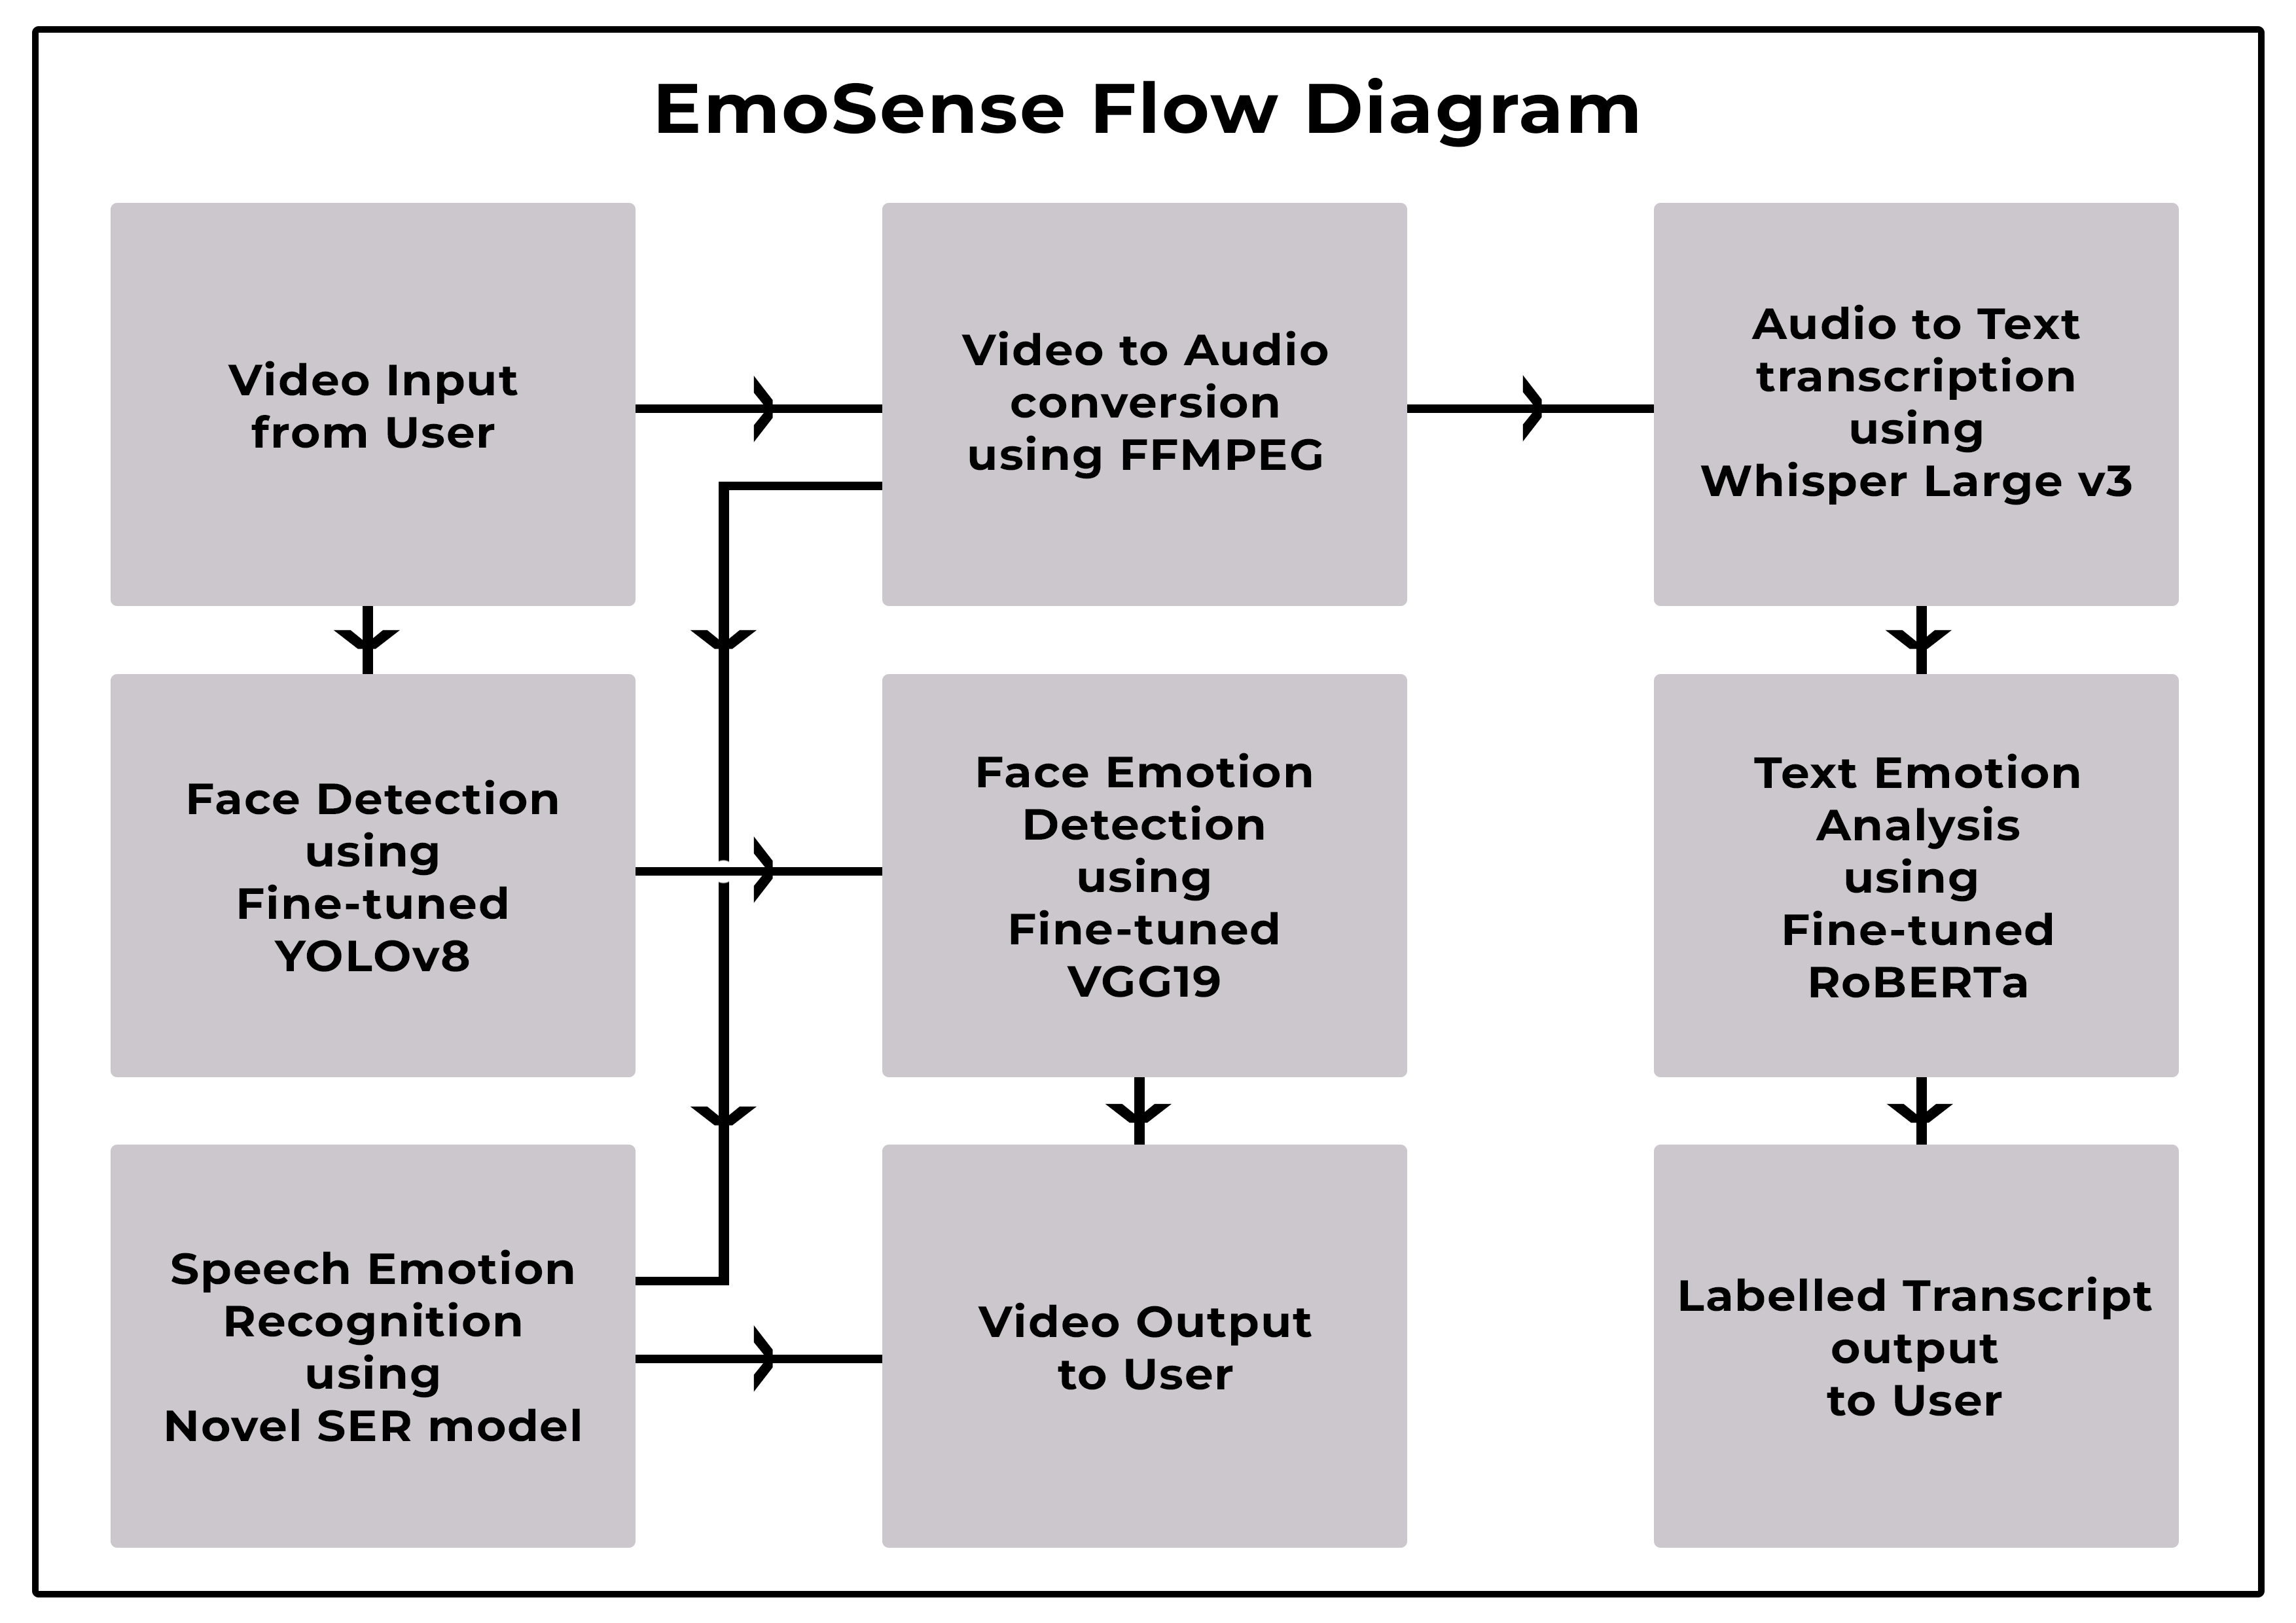 EmoSense Flow Diagram
Video Input
from User
Video to Audio
conversion
using FFMPEG
Audio to Text
transcription
using
Whisper Large v3
Face Detection
using
Fine-tuned
YOLOv8
Face Emotion
Detection
using
Fine-tuned
VGG19
Text Emotion
Analysis
using
Fine-tuned
RoBERTa
Speech Emotion
Recognition
using
Novel SER model
Video Output
to User
Labelled Transcript
output
to User